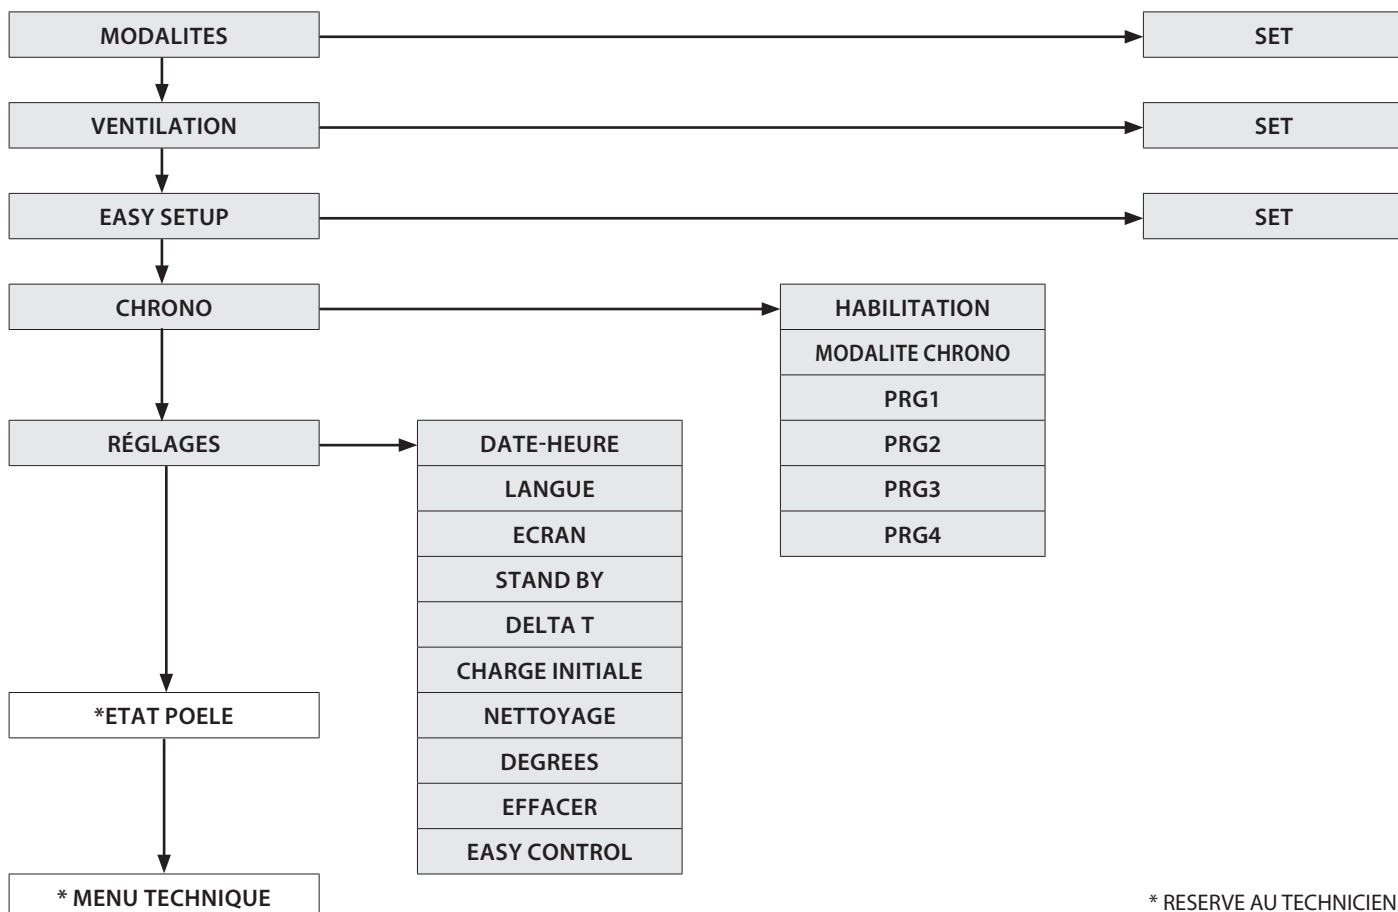 MODALITES
SET
VENTILATION
SET
EASY SETUP
SET
CHRONO
HABILITATION
MODALITE CHRONO
PRG1
PRG2
PRG3
PRG4
RÉGLAGES
DATE-HEURE
LANGUE
ECRAN
STAND BY
DELTA T
CHARGE INITIALE
NETTOYAGE
DEGREES
EFFACER
EASY CONTROL
*ETAT POELE
* MENU TECHNIQUE
* RESERVE AU TECHNICIEN